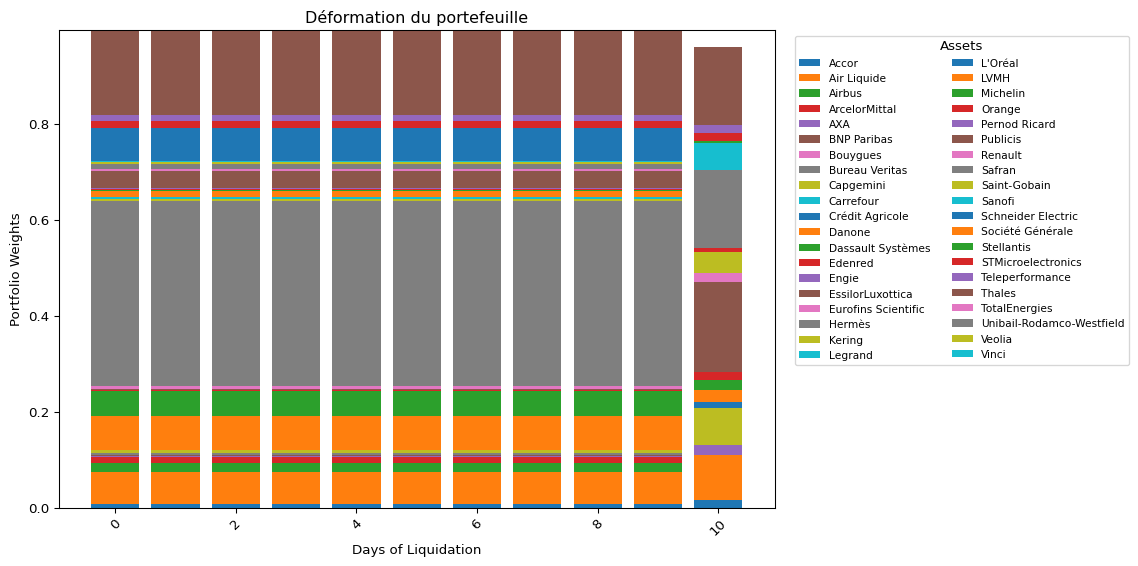 Déformation du portefeuille
Portfolio Weights
0.8
0.6
0.4
0.2
0.0
0
2
4
6
8
10
Days of Liquidation
Assets
Accor
Air Liquide
Airbus
ArcelorMittal
AXA
BNP Paribas
Bouygues
Bureau Veritas
Capgemini
Carrefour
Crédit Agricole
Danone
Dassault Systèmes
Edenred
Engie
EssilorLuxottica
Eurofins Scientific
Hermès
Kering
Legrand
L'Oréal
LVMH
Michelin
Orange
Pernod Ricard
Publicis
Renault
Safran
Saint-Gobain
Sanofi
Schneider Electric
Société Générale
Stellantis
STMicroelectronics
Teleperformance
Thales
TotalEnergies
Unibail-Rodamco-Westfield
Veolia
Vinci